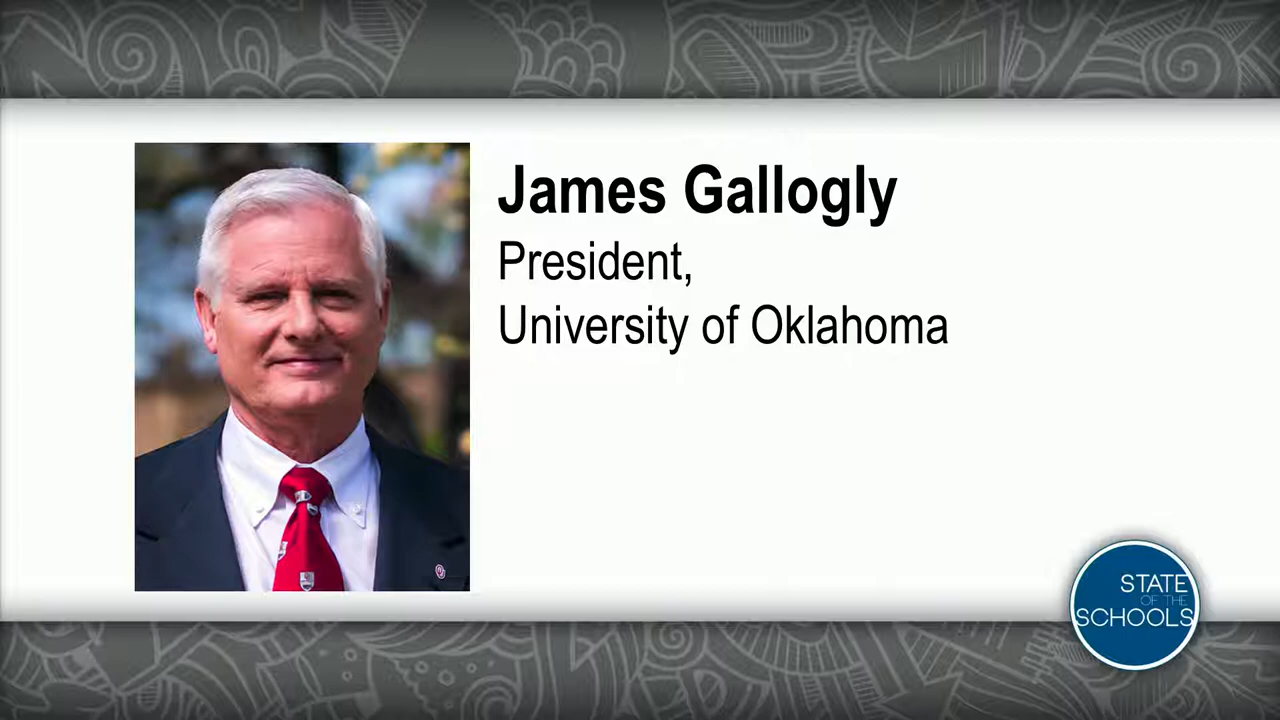 James Gallogly
President,
University of Oklahoma
STATE
OF THE
SCHOOLS